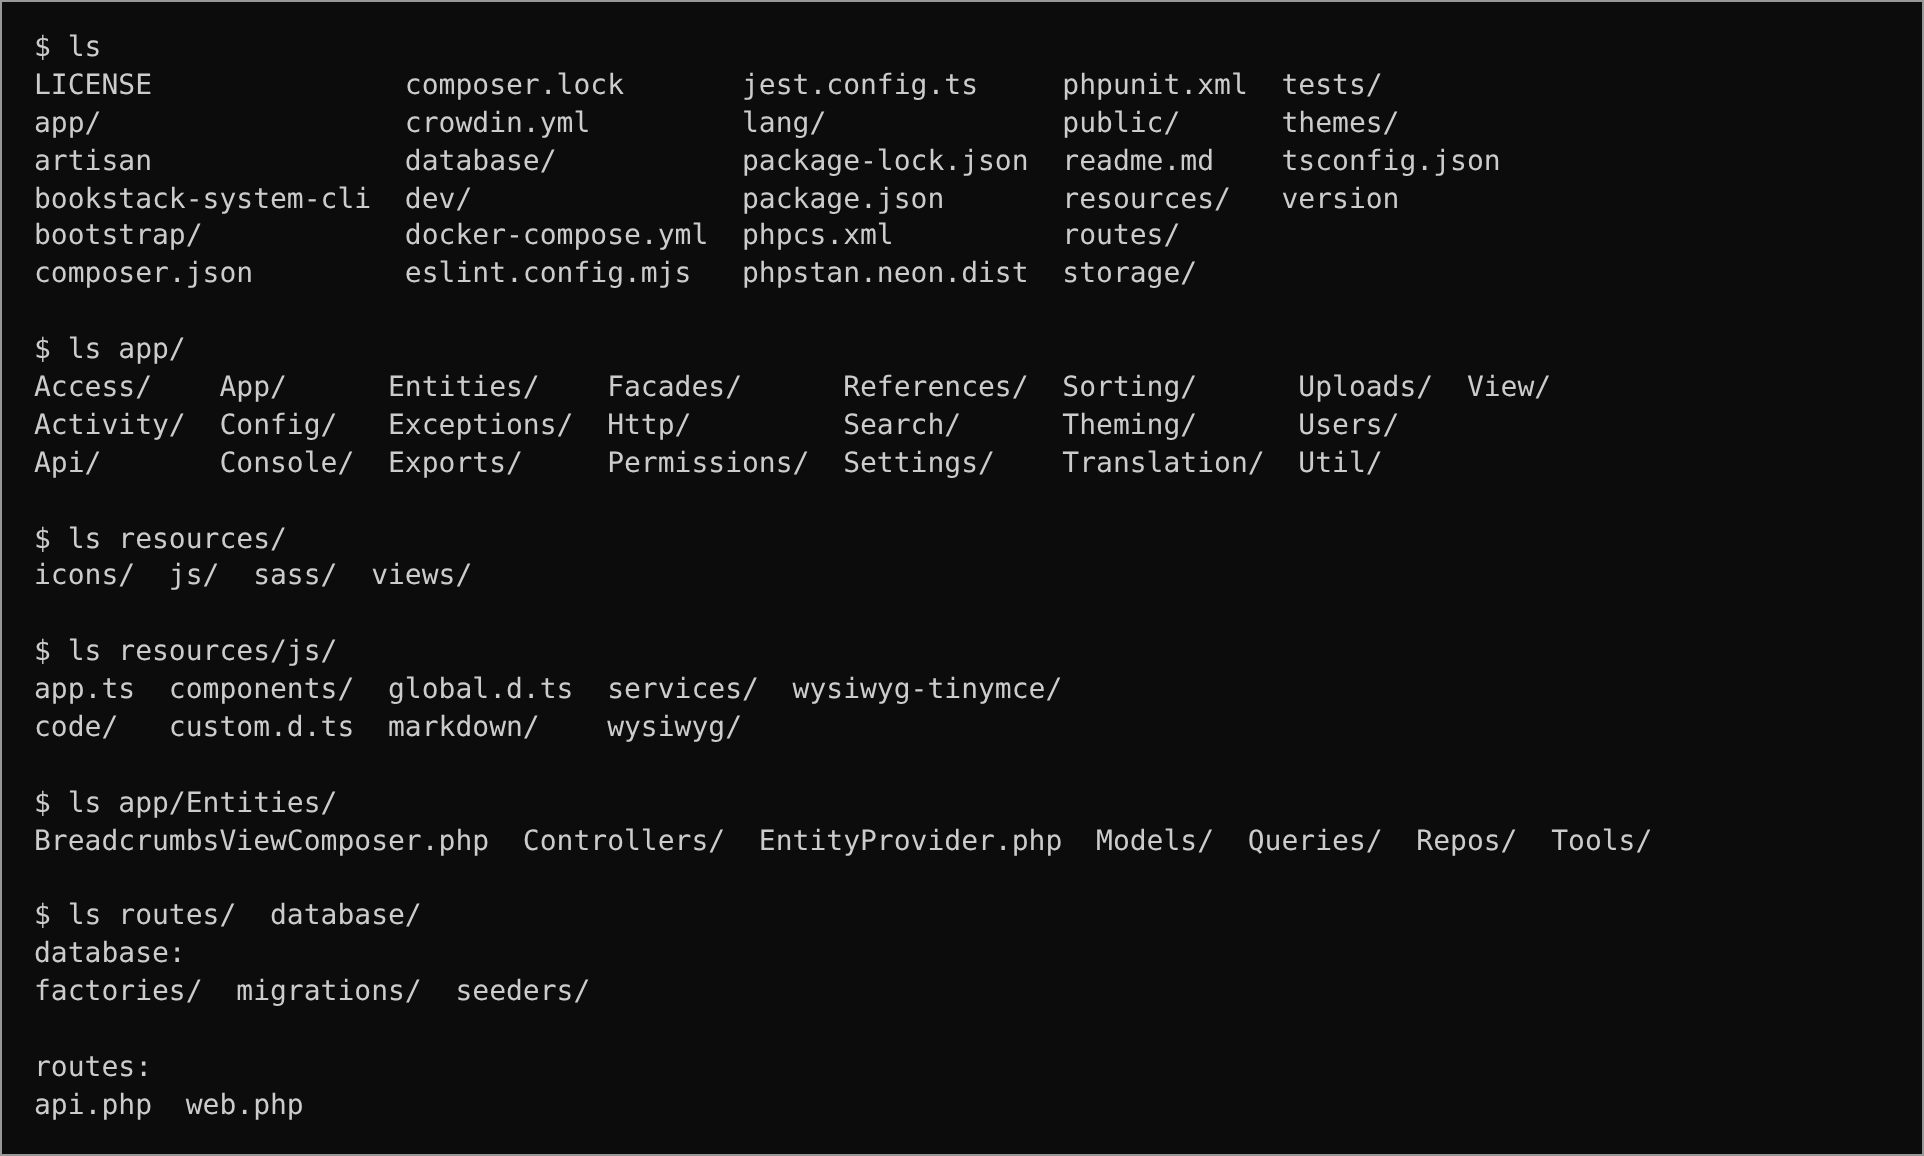 $ ls
LICENSE               composer.lock       jest.config.ts     phpunit.xml  tests/
app/                  crowdin.yml         lang/              public/      themes/
artisan               database/           package-lock.json  readme.md    tsconfig.json
bookstack-system-cli  dev/                package.json       resources/   version
bootstrap/            docker-compose.yml  phpcs.xml          routes/
composer.json         eslint.config.mjs   phpstan.neon.dist  storage/

$ ls app/
Access/    App/      Entities/    Facades/      References/  Sorting/      Uploads/  View/
Activity/  Config/   Exceptions/  Http/         Search/      Theming/      Users/
Api/       Console/  Exports/     Permissions/  Settings/    Translation/  Util/

$ ls resources/
icons/  js/  sass/  views/

$ ls resources/js/
app.ts  components/  global.d.ts  services/  wysiwyg-tinymce/
code/   custom.d.ts  markdown/    wysiwyg/

$ ls app/Entities/
BreadcrumbsViewComposer.php  Controllers/  EntityProvider.php  Models/  Queries/  Repos/  Tools/

$ ls routes/  database/
database:
factories/  migrations/  seeders/

routes:
api.php  web.php